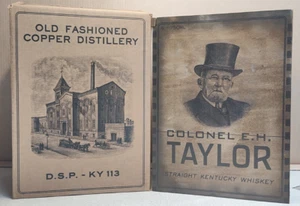 OLD FASHIONED
COPPER DISTILLERY
D.S.P. - KY 113
COLONEL E.H.
TAYLOR
STRAIGHT KENTUCKY WHISKEY